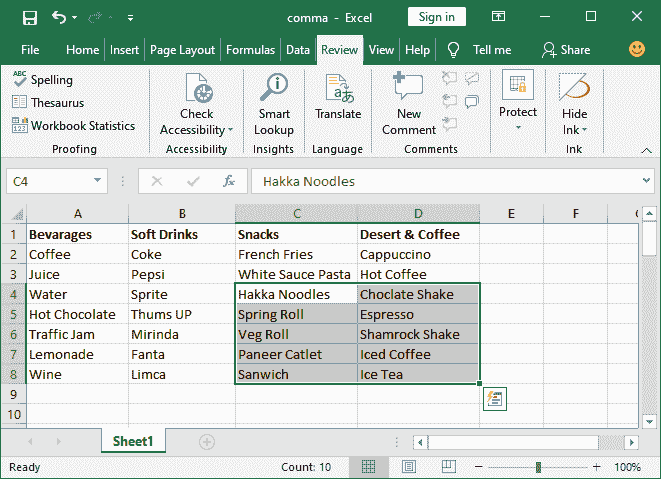 comma - Excel
Sign in
File Home Insert Page Layout Formulas Data Review View Help Tell me Share
Spelling
Thesaurus
Workbook Statistics
Proofing
Check Accessibility
Accessibility
Smart Lookup
Insights
Translate
Language
New Comment
Comments
Protect
Hide Ink
Ink
C4 fx Hakka Noodles
A B C D E F
1 Bevarages Soft Drinks Snacks Desert & Coffee
2 Coffee Coke French Fries Cappuccino
3 Juice Pepsi White Sauce Pasta Hot Coffee
4 Water Sprite Hakka Noodles Choclate Shake
5 Hot Chocolate Thums UP Spring Roll Espresso
6 Traffic Jam Mirinda Veg Roll Shamrock Shake
7 Lemonade Fanta Paneer Catlet Iced Coffee
8 Wine Limca Sanwich Ice Tea
9
10
Sheet1
Ready Count: 10 100%